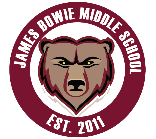 JAMES BOWIE MIDDLE SCHOOL
EST. 2011